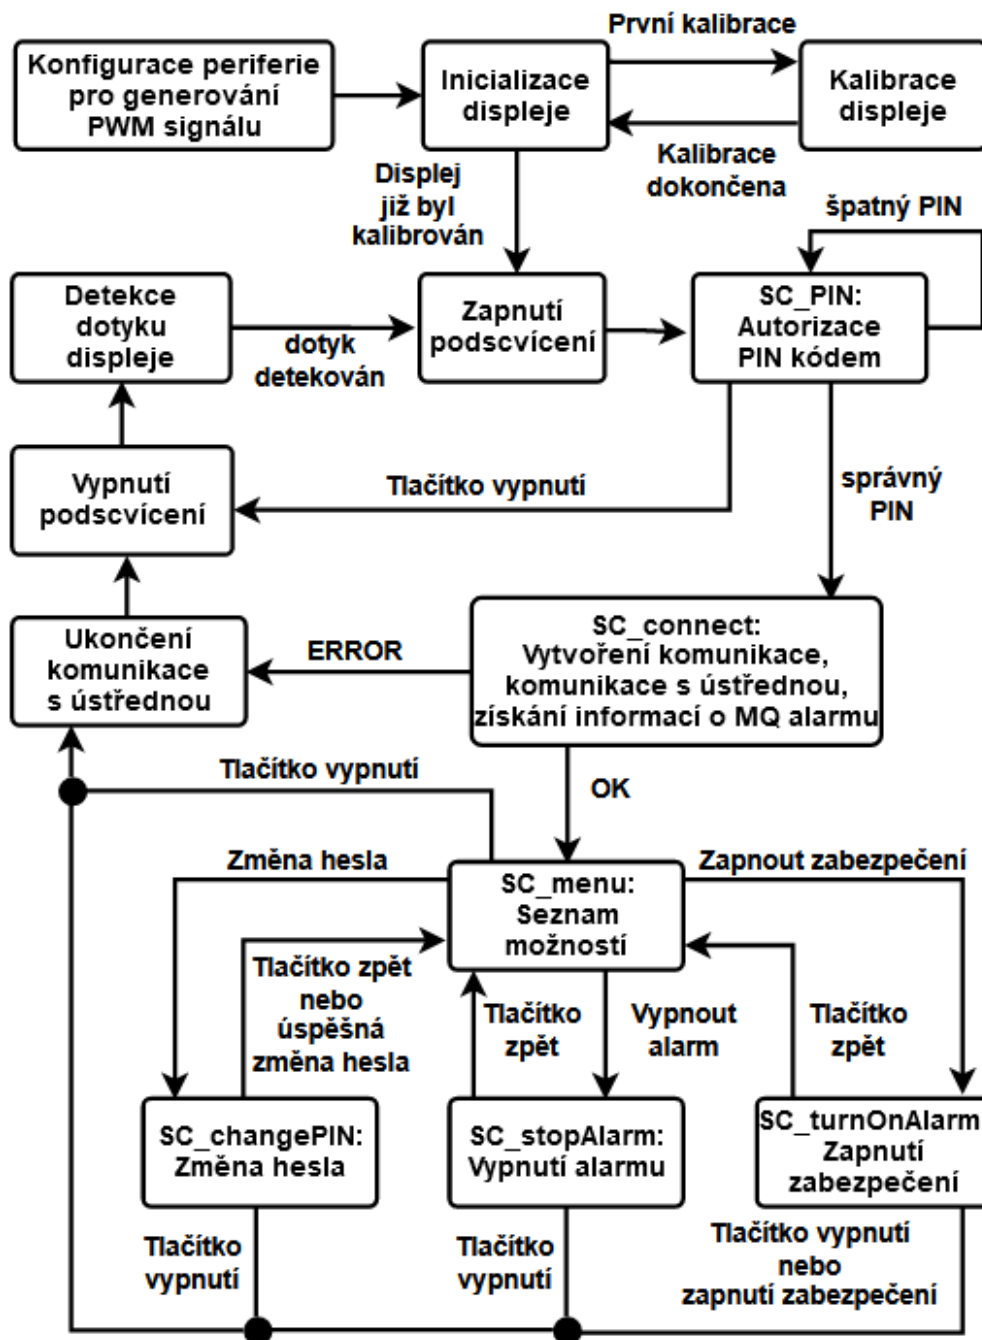 První kalibrace
Konfigurace periferie
pro generování
PWM signálu
Inicializace
displeje
Kalibrace
displeje
Displej
již byl
kalibrován
Kalibrace
dokončena
špatný PIN
Detekce
dotyku
displeje
dotyk
detekován
Zapnutí
podscvícení
SC_PIN:
Autorizace
PIN kódem
Vypnutí
podscvícení
Tlačítko vypnutí
správný
PIN
Ukončení
komunikace
s ústřednou
ERROR
SC_connect:
Vytvoření komunikace,
komunikace s ústřednou,
získání informací o MQ alarmu
Tlačítko vypnutí
OK
Změna hesla
SC_menu:
Seznam
možností
Zapnout zabezpečení
Tlačítko zpět
nebo
úspěšná
změna hesla
Tlačítko
zpět
Vypnout
alarm
Tlačítko
zpět
SC_changePIN:
Změna hesla
SC_stopAlarm:
Vypnutí alarmu
SC_turnOnAlarm
Zapnutí
zabezpečení
Tlačítko
vypnutí
Tlačítko
vypnutí
Tlačítko vypnutí
nebo
zapnutí zabezpečení